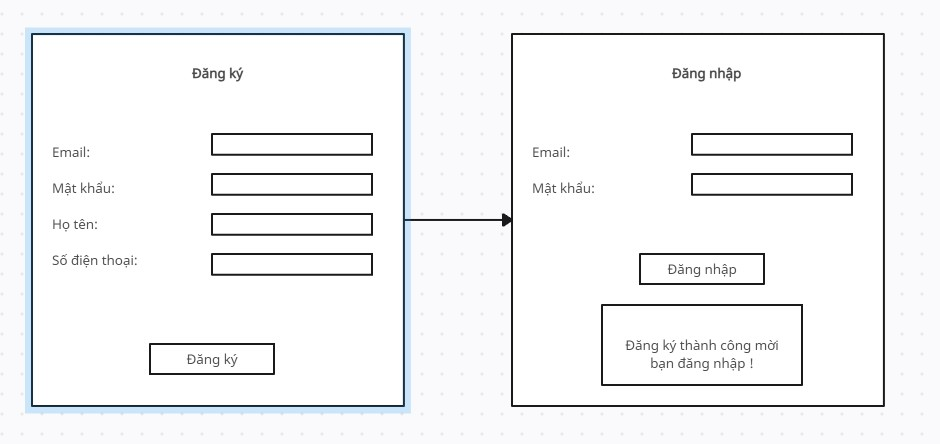 Đăng ký
Email:
Mật khẩu:
Họ tên:
Số điện thoại:
Đăng ký
Đăng nhập
Email:
Mật khẩu:
Đăng nhập
Đăng ký thành công mời
bạn đăng nhập !